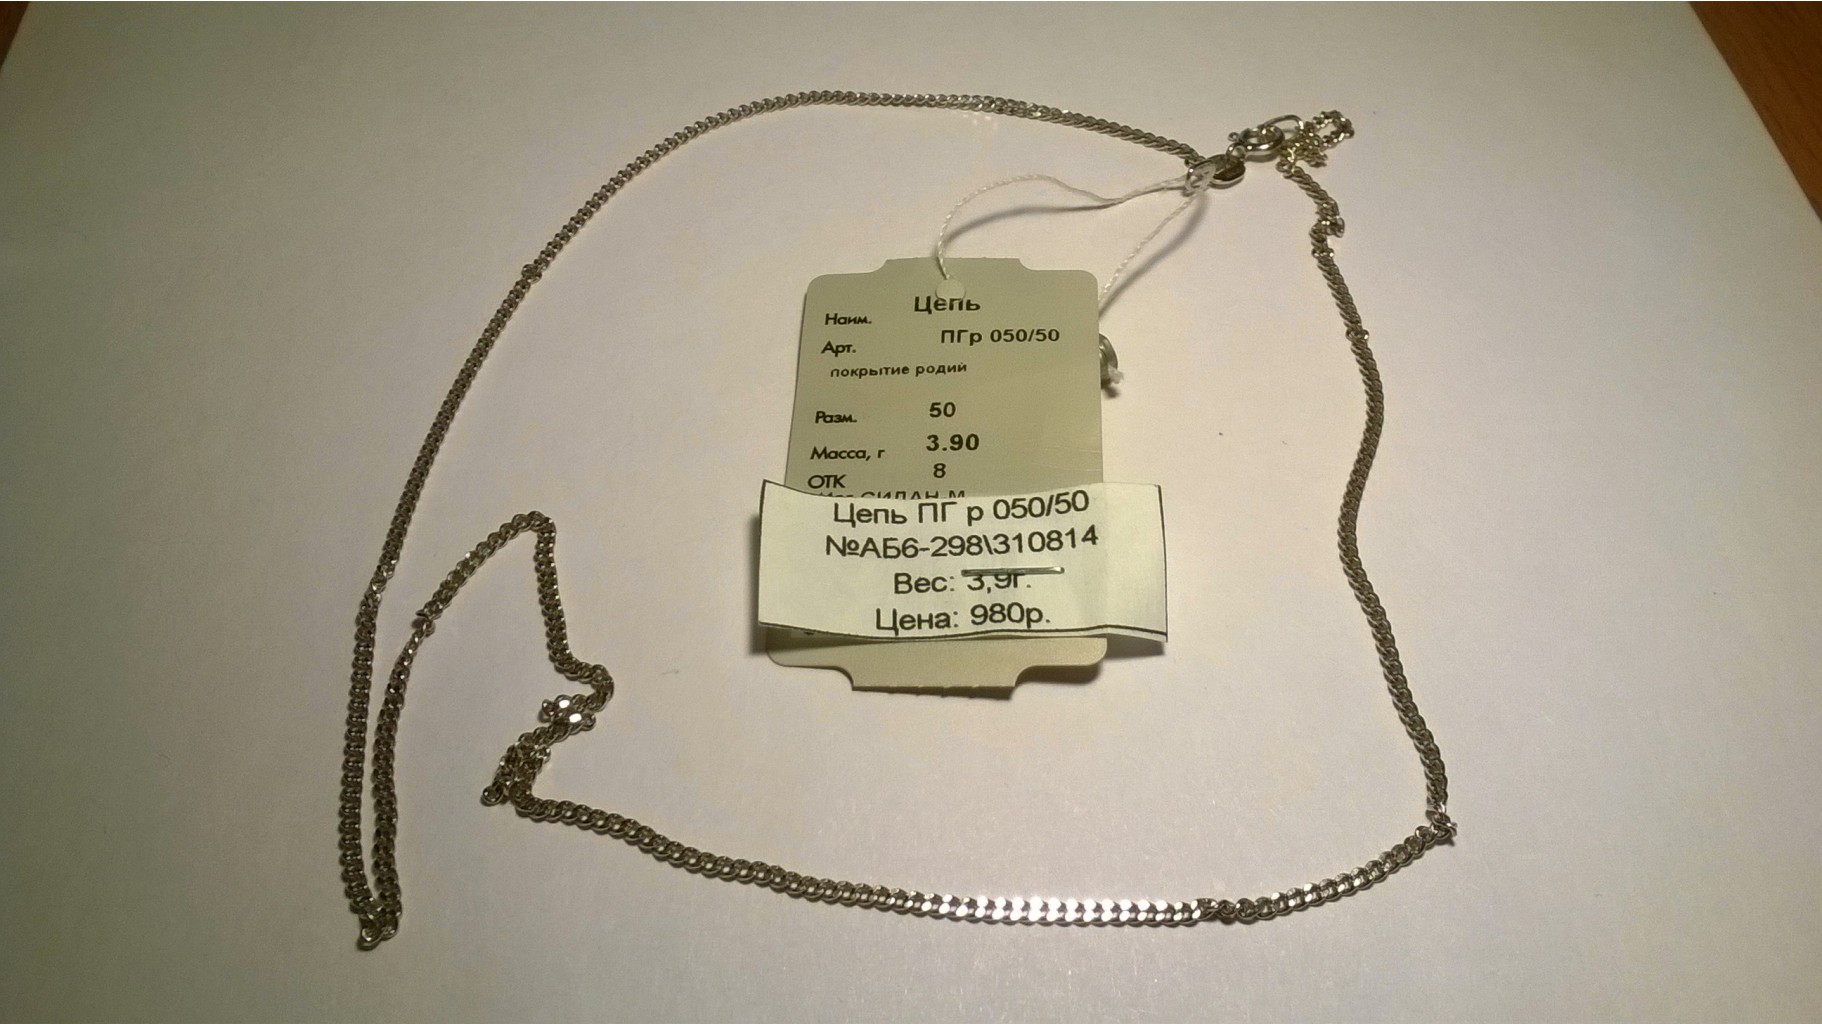 Наим. Цепь
Арт. ПГр 050/50
покрытие родий
Разм. 50
Масса, г 3.90
ОТК 8
СИЛАН-М
Цепь ПГ р 050/50
№АБ6-298\310814
Вес: 3,9г.
Цена: 980р.